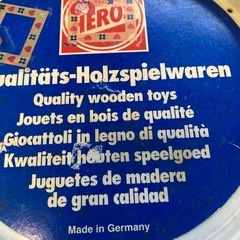 HERO
ualitäts-Holzspielwaren
Quality wooden toys
Jouets en bois de qualité
Giocattoli in legno di qualità
Kwaliteit houten speelgoed
Juguetes de madera
de gran calidad
Made in Germany